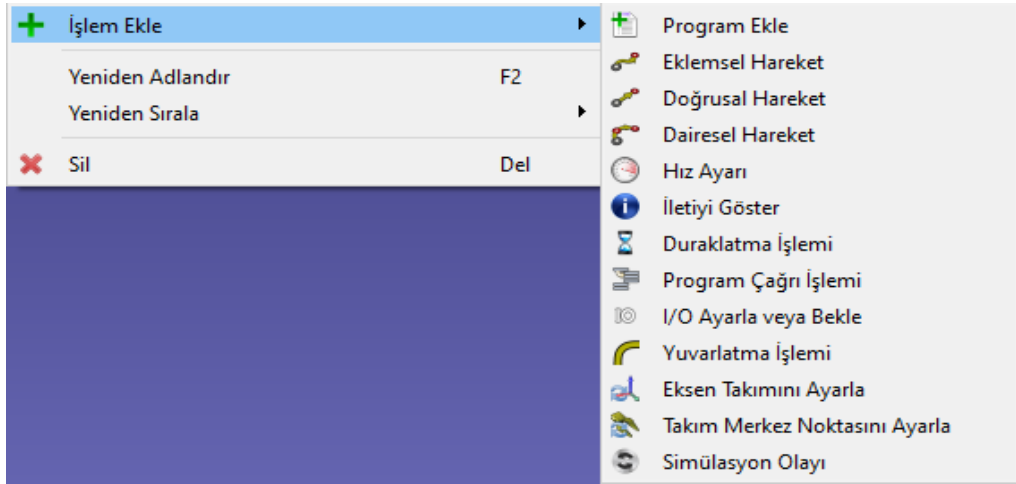 İşlem Ekle
Yeniden Adlandır F2
Yeniden Sırala
Sil Del
Program Ekle
Eklemsel Hareket
Doğrusal Hareket
Dairesel Hareket
Hız Ayarı
İletiyi Göster
Duraklatma İşlemi
Program Çağrı İşlemi
I/O Ayarla veya Bekle
Yuvarlatma İşlemi
Eksen Takımını Ayarla
Takım Merkez Noktasını Ayarla
Simülasyon Olayı